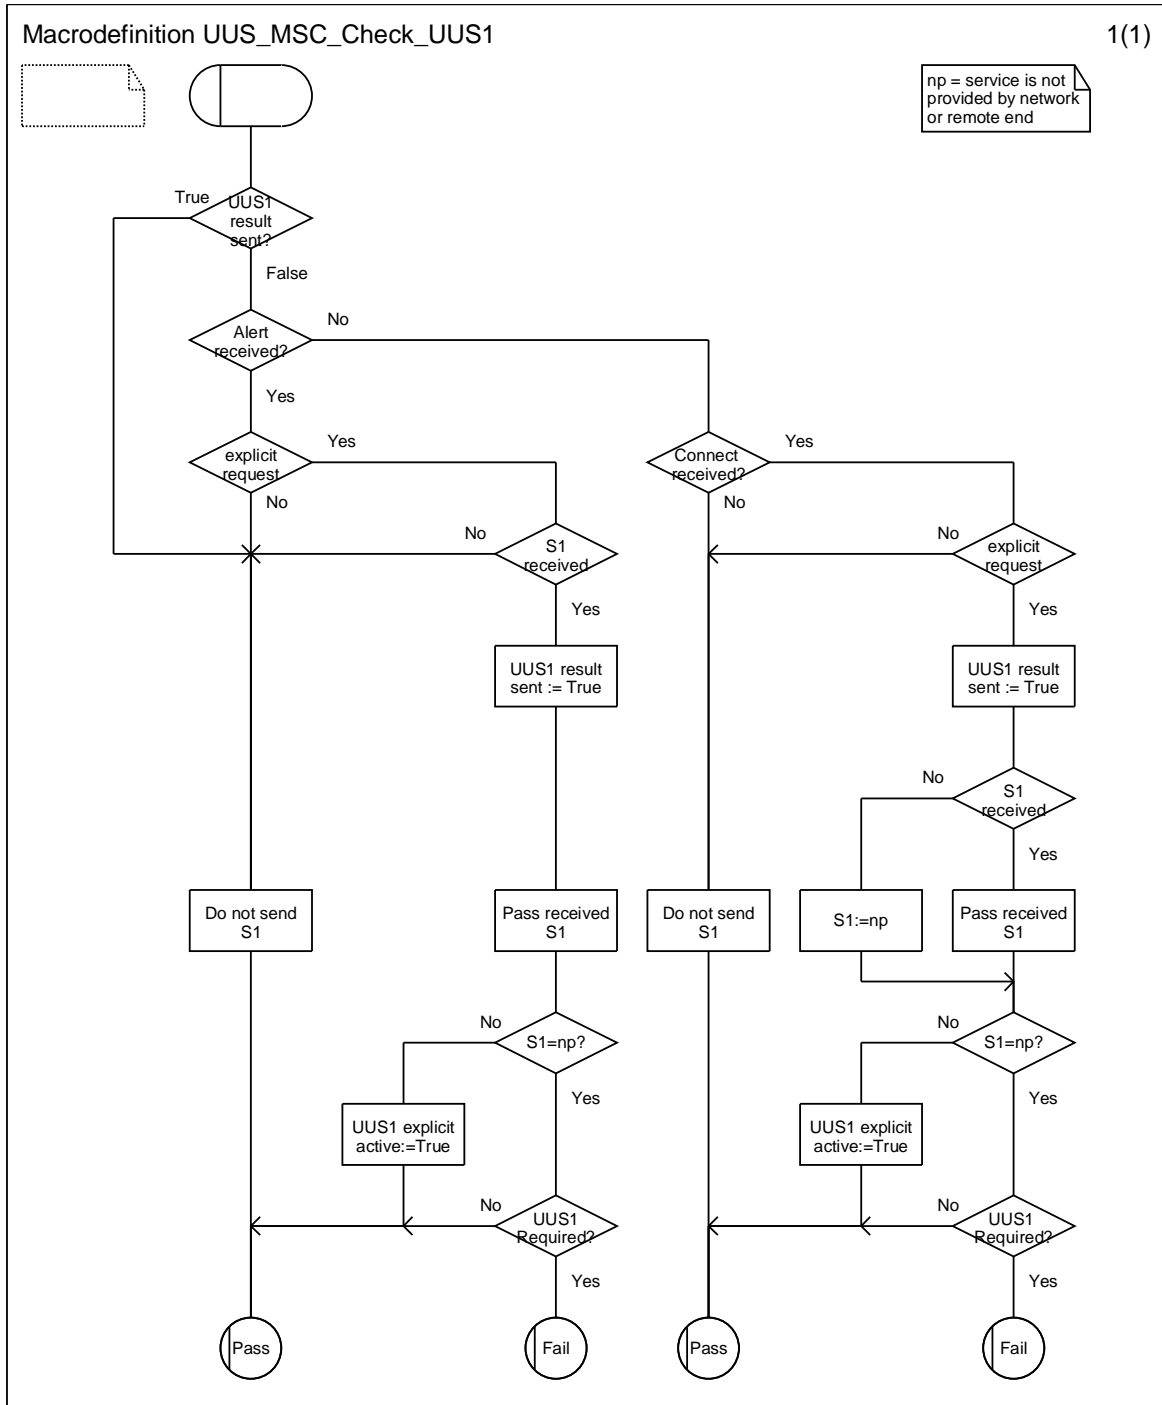 Macrodefinition UUS_MSC_Check_UUS1
1(1)
np = service is not
provided by network
or remote end
True
UUS1
result
sent?
False
Alert
received?
No
Yes
explicit
request
Yes
No
Connect
received?
Yes
No
No
S1
received
Yes
No
explicit
request
Yes
UUS1 result
sent := True
UUS1 result
sent := True
No
S1
received
Yes
Do not send
S1
Pass received
S1
Do not send
S1
S1:=np
Pass received
S1
No
S1=np?
Yes
No
S1=np?
Yes
UUS1 explicit
active:=True
UUS1 explicit
active:=True
No
UUS1
Required?
Yes
No
UUS1
Required?
Yes
Pass
Fail
Pass
Fail